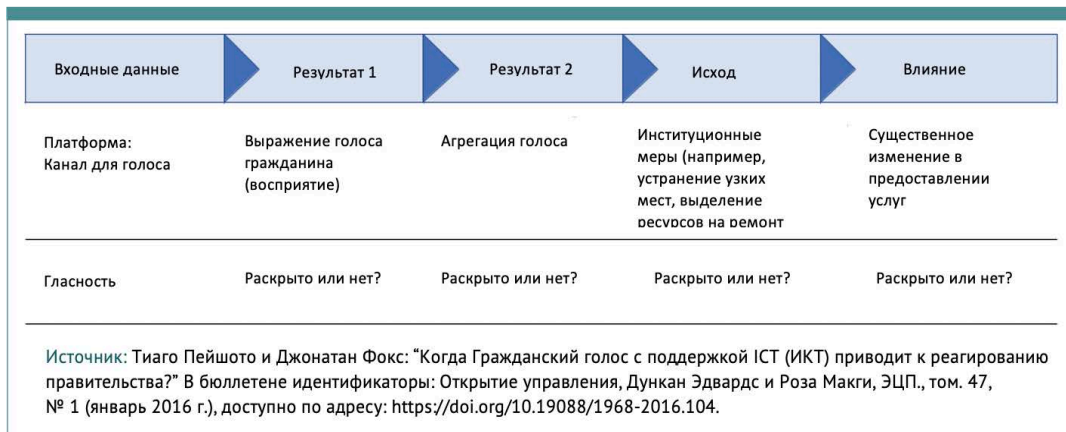 Входные данные
Результат 1
Результат 2
Исход
Влияние
Платформа:
Канал для голоса
Выражение голоса
гражданина
(восприятие)
Агрегация голоса
Институционные
меры (например,
устранение узких
мест, выделение
ресурсов на ремонт
Существенное
изменение в
предоставлении
услуг
Гласность
Раскрыто или нет?
Раскрыто или нет?
Раскрыто или нет?
Раскрыто или нет?
Источник: Тиаго Пейшото и Джонатан Фокс: “Когда Гражданский голос с поддержкой ICT (ИКТ) приводит к реагированию
правительства?” В бюллетене идентификаторы: Открытие управления, Дункан Эдвардс и Роза Макги, ЭЦП., том. 47,
№ 1 (январь 2016 г.), доступно по адресу: https://doi.org/10.19088/1968-2016.104.